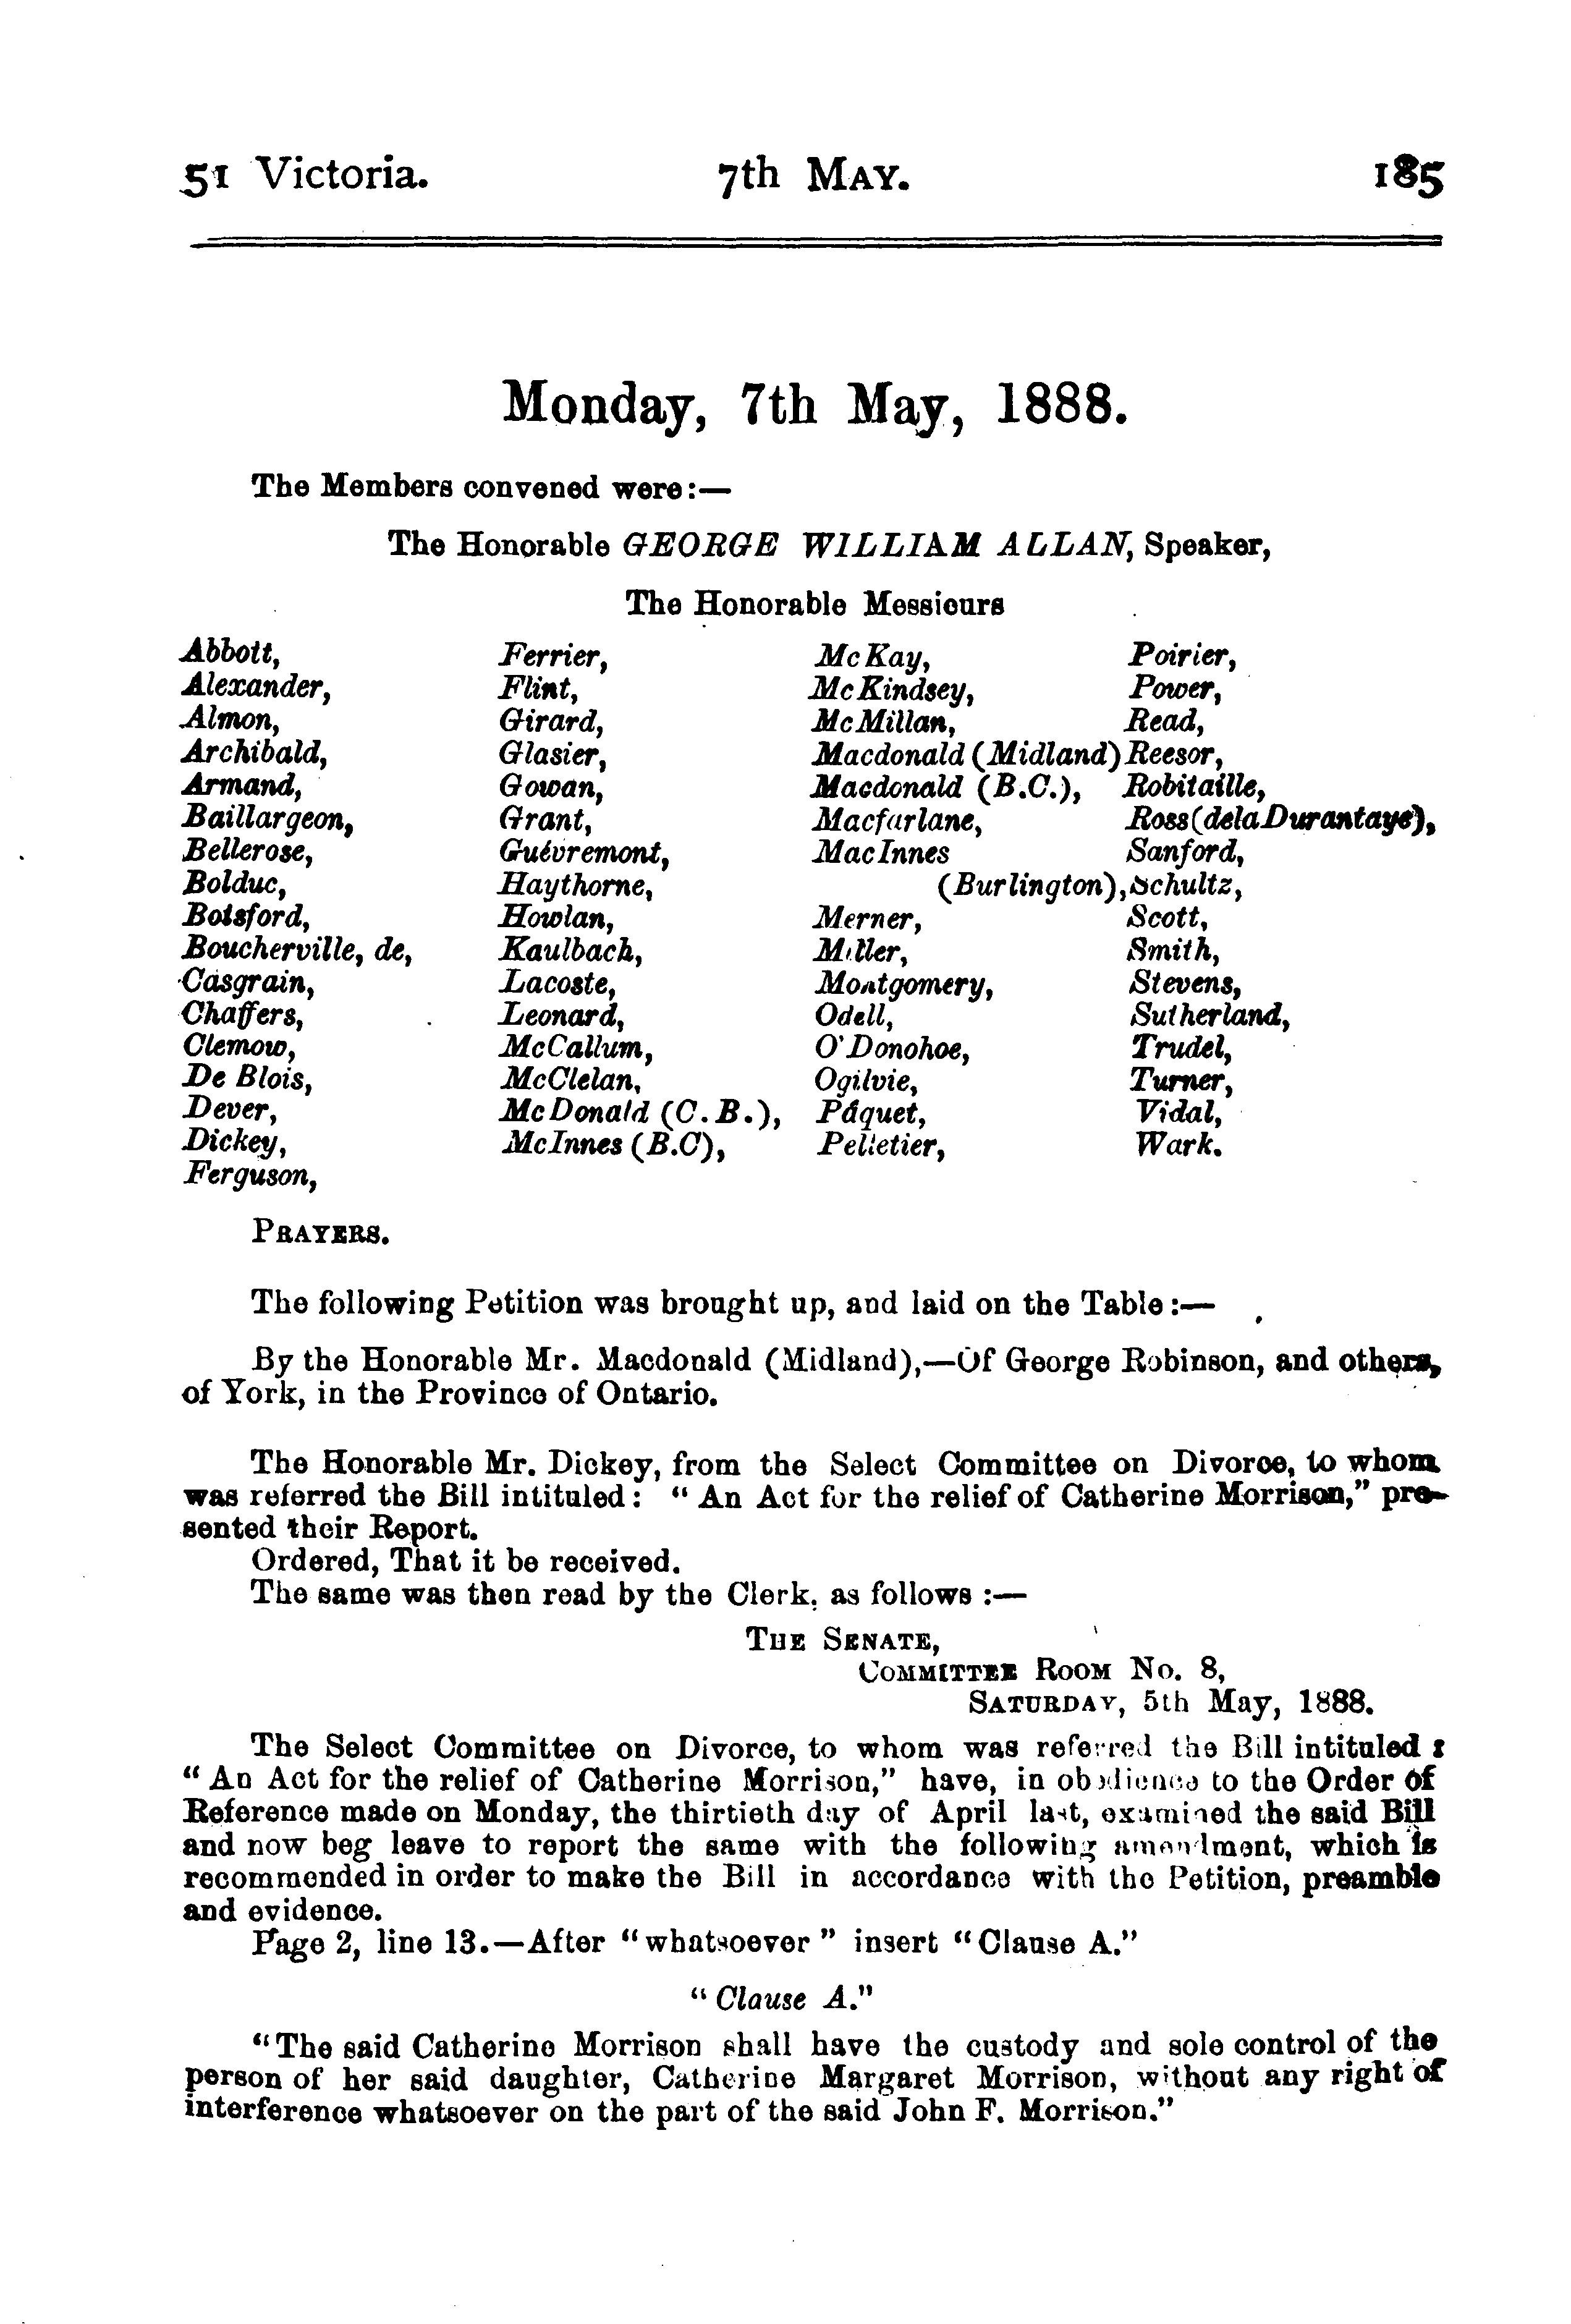 51 Victoria. 7th MAY. 185
Monday, 7th May, 1888.
The Members convened were:—
The Honorable GEORGE WILLIAM ALLAN, Speaker,
The Honorable Messieurs
Abbott,
Alexander,
Almon,
Archibald,
Armand,
Baillargeon,
Bellerose,
Bolduc,
Botsford,
Boucherville, de,
Casgrain,
Chaffers,
Clemow,
De Blois,
Dever,
Dickey,
Ferguson,
Ferrier,
Flint,
Girard,
Glasier,
Gowan,
Grant,
Guévremont,
Haythorne,
Howlan,
Kaulbach,
Lacoste,
Leonard,
McCallum,
McClelan,
McDonald (C.B.),
McInnes (B.C),
McKay,
McKindsey,
McMillan,
Macdonald (Midland)
Macdonald (B.C.),
Macfarlane,
MacInnes
(Burlington),
Merner,
Miller,
Montgomery,
Odell,
O'Donohoe,
Ogilvie,
Pâquet,
Pelletier,
Poirier,
Power,
Read,
Reesor,
Robitaille,
Ross (de la Durantaye),
Sanford,
Schultz,
Scott,
Smith,
Stevens,
Sutherland,
Trudel,
Turner,
Vidal,
Wark.
PRAYERS.
The following Petition was brought up, and laid on the Table:—
By the Honorable Mr. Macdonald (Midland),—Of George Robinson, and others,
of York, in the Province of Ontario.
The Honorable Mr. Dickey, from the Select Committee on Divorce, to whom
was referred the Bill intituled: "An Act for the relief of Catherine Morrison," pre-
sented their Report.
Ordered, That it be received.
The same was then read by the Clerk, as follows:—
THE SENATE,
COMMITTEE ROOM No. 8,
SATURDAY, 5th May, 1888.
The Select Committee on Divorce, to whom was referred the Bill intituled:
"An Act for the relief of Catherine Morrison," have, in obedience to the Order of
Reference made on Monday, the thirtieth day of April last, examined the said Bill
and now beg leave to report the same with the following amendment, which is
recommended in order to make the Bill in accordance with the Petition, preamble
and evidence.
Page 2, line 13.—After "whatsoever" insert "Clause A."
"Clause A."
"The said Catherine Morrison shall have the custody and sole control of the
person of her said daughter, Catherine Margaret Morrison, without any right of
interference whatsoever on the part of the said John F. Morrison."